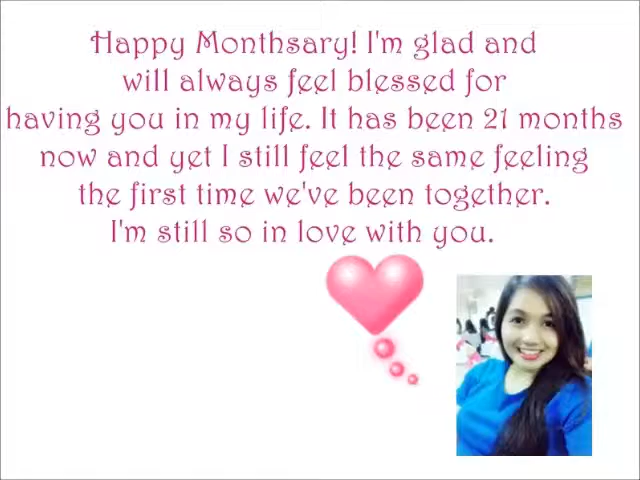 Happy Monthsary! I'm glad and
will always feel blessed for
having you in my life. It has been 21 months
now and yet I still feel the same feeling
the first time we've been together.
I'm still so in love with you.